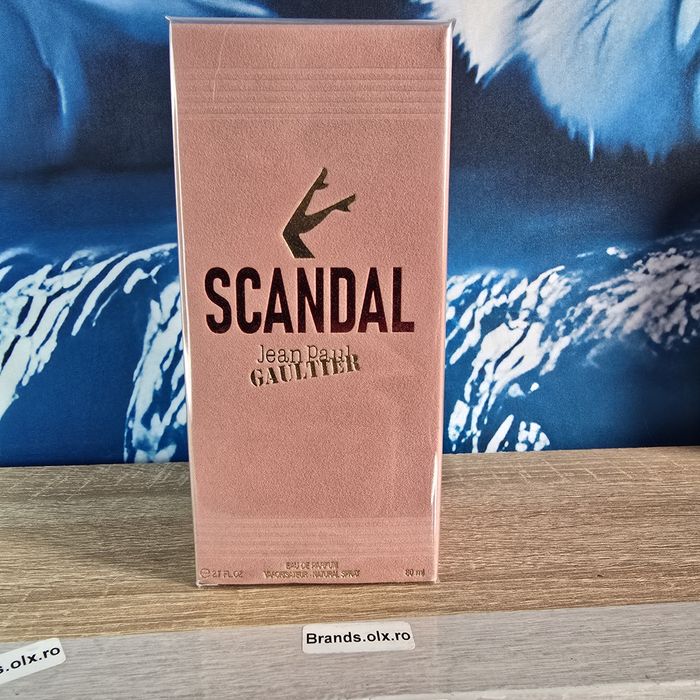 SCANDAL
Jean Paul
GAULTIER
EAU DE PARFUM
℮ 2.7 FL.OZ VAPORISATEUR - NATURAL SPRAY 80 ml
Brands.olx.ro
s.olx.ro